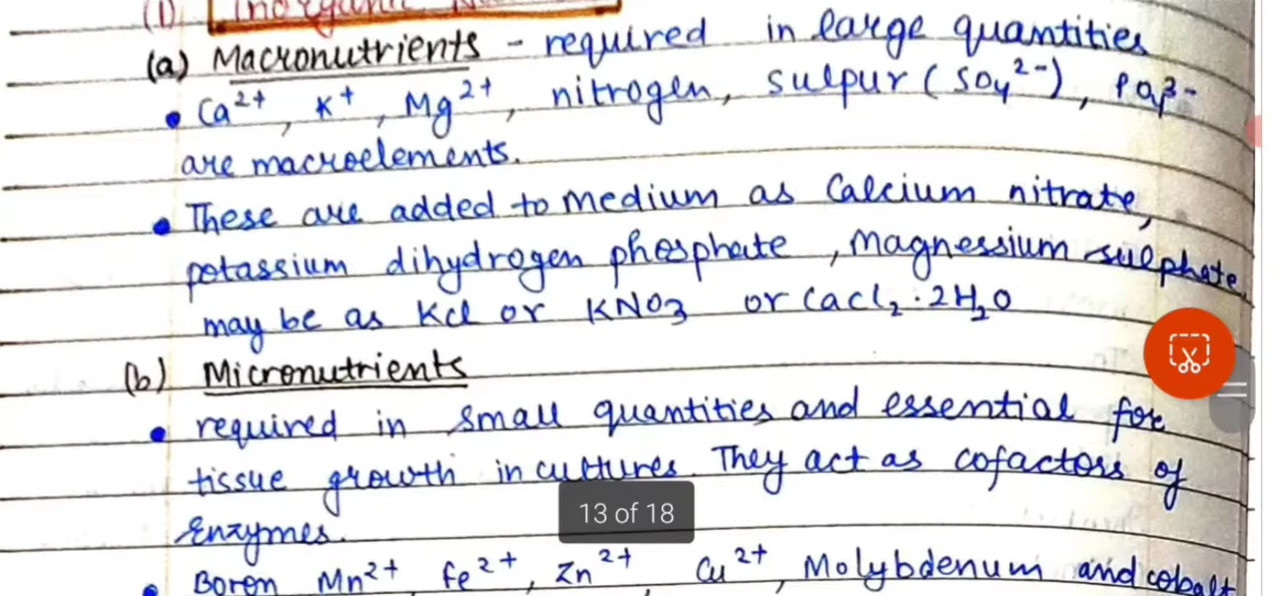 (1) Inorganic
(a) Macronutrients - required in large quantities
• Ca²⁺, K⁺, Mg²⁺, nitrogen, sulpur (SO₄²⁻), PO₄³⁻
are macroelements.
• These are added to medium as Calcium nitrate,
potassium dihydrogen phosphate, Magnessium sulphate
may be as KCl or KNO3 or CaCl₂·2H₂O
(b) Micronutrients
• required in small quantities and essential for
tissue growth in cultures. They act as cofactors of
Enzymes.
13 of 18
• Boron Mn²⁺ fe²⁺, Zn²⁺, Cu²⁺, Molybdenum and cobalt